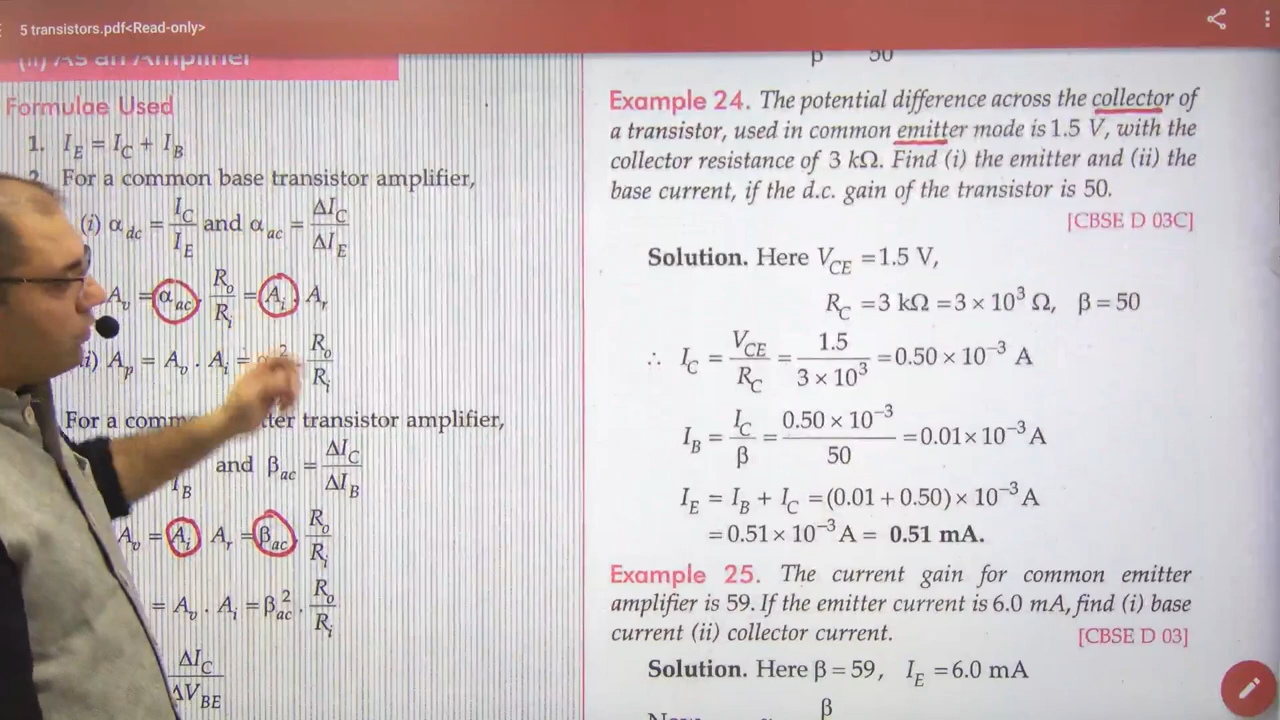 5 transistors.pdf<Read-only>
(ii) As an Amplifier
Formulae Used
1. I_E = I_C + I_B
For a common base transistor amplifier,
(i) α_dc = I_C / I_E and α_ac = ΔI_C / ΔI_E
A_v = α_ac . R_o / R_i = A_i . A_r
A_p = A_v . A_i = R_o / R_i
For a transistor amplifier,
I_B and β_ac = ΔI_C / ΔI_B
A_v = A_i A_r = β_ac R_o / R_i
= A_v . A_i = β_ac² . R_o / R_i
ΔI_C / ΔV_BE
β 50
Example 24. The potential difference across the collector of
a transistor, used in common emitter mode is 1.5 V, with the
collector resistance of 3 kΩ. Find (i) the emitter and (ii) the
base current, if the d.c. gain of the transistor is 50.
[CBSE D 03C]
Solution. Here V_CE = 1.5 V,
R_C = 3 kΩ = 3 × 10³ Ω, β = 50
∴ I_C = V_CE / R_C = 1.5 / 3 × 10³ = 0.50 × 10⁻³ A
I_B = I_C / β = 0.50 × 10⁻³ / 50 = 0.01 × 10⁻³ A
I_E = I_B + I_C = (0.01 + 0.50) × 10⁻³ A
= 0.51 × 10⁻³ A = 0.51 mA.
Example 25. The current gain for common emitter
amplifier is 59. If the emitter current is 6.0 mA, find (i) base
current (ii) collector current.
[CBSE D 03]
Solution. Here β = 59, I_E = 6.0 mA
β